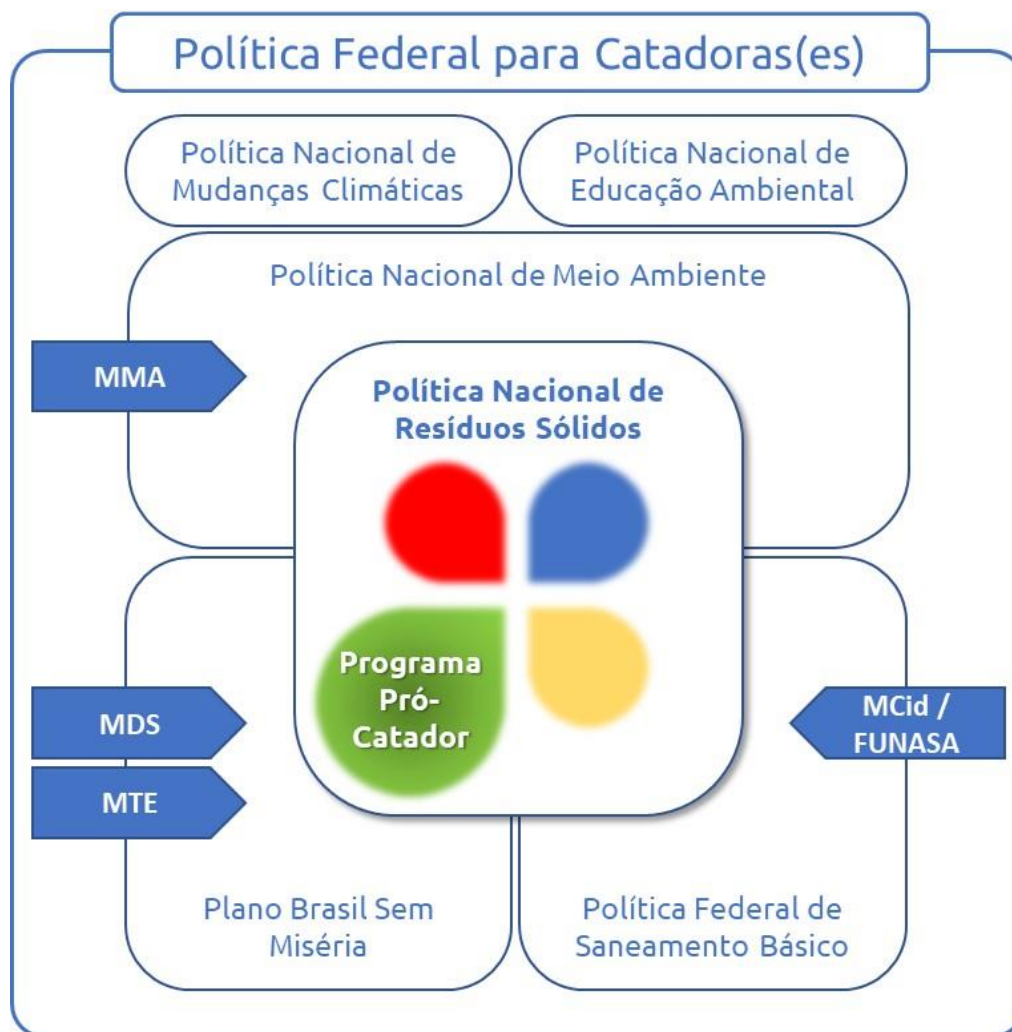 Política Federal para Catadoras(es)
Política Nacional de
Mudanças Climáticas
Política Nacional de
Educação Ambiental
Política Nacional de Meio Ambiente
MMA
Política Nacional de
Resíduos Sólidos
Programa
Pró-
Catador
MDS
MTE
MCid /
FUNASA
Plano Brasil Sem
Miséria
Política Federal de
Saneamento Básico